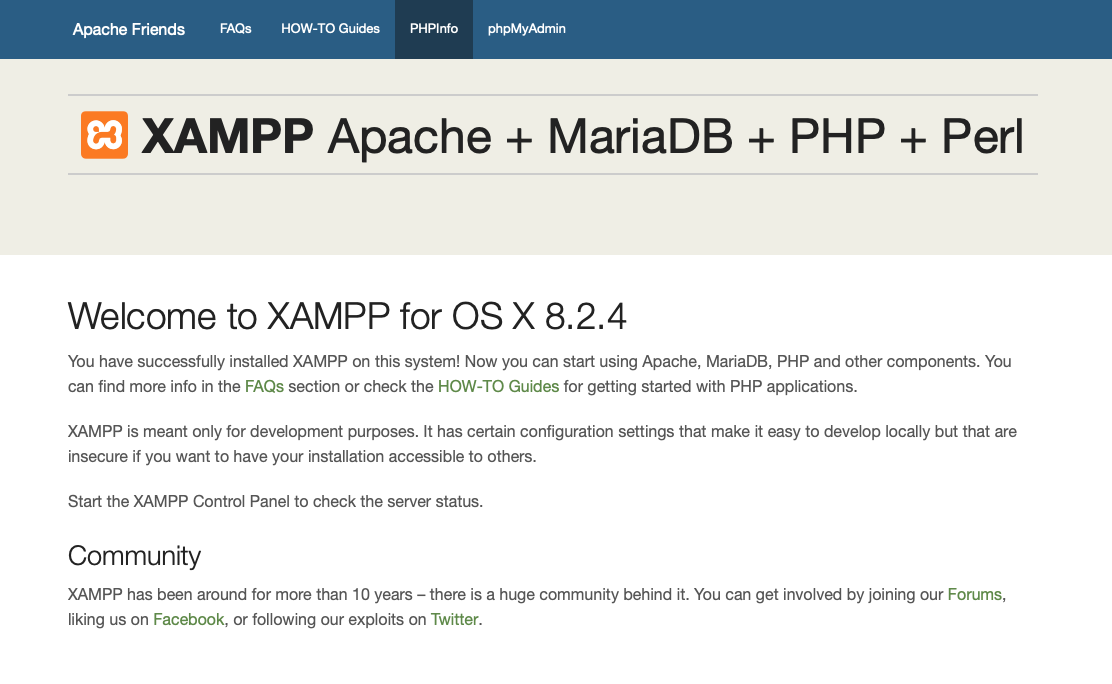 Apache Friends FAQs HOW-TO Guides PHPInfo phpMyAdmin
XAMPP Apache + MariaDB + PHP + Perl
Welcome to XAMPP for OS X 8.2.4
You have successfully installed XAMPP on this system! Now you can start using Apache, MariaDB, PHP and other components. You
can find more info in the FAQs section or check the HOW-TO Guides for getting started with PHP applications.
XAMPP is meant only for development purposes. It has certain configuration settings that make it easy to develop locally but that are
insecure if you want to have your installation accessible to others.
Start the XAMPP Control Panel to check the server status.
Community
XAMPP has been around for more than 10 years – there is a huge community behind it. You can get involved by joining our Forums,
liking us on Facebook, or following our exploits on Twitter.